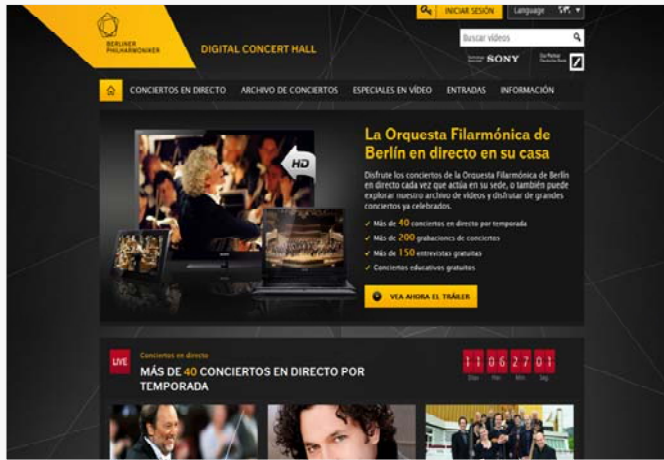 INICIAR SESIÓN
Language
BERLINER
PHILHARMONIKER
DIGITAL CONCERT HALL
Buscar vídeos
SONY
CONCIERTOS EN DIRECTO ARCHIVO DE CONCIERTOS ESPECIALES EN VÍDEO ENTRADAS INFORMACIÓN
HD
La Orquesta Filarmónica de
Berlín en directo en su casa
Disfrute los conciertos de la Orquesta Filarmónica de Berlín
en directo cada vez que actúa en su sede, o también puede
explorar nuestro archivo de vídeos y disfrutar de grandes
conciertos ya celebrados.
Más de 40 conciertos en directo por temporada
Más de 200 grabaciones de conciertos
Más de 150 entrevistas gratuitas
Conciertos educativos gratuitos
VEA AHORA EL TRÁILER
LIVE
Conciertos en directo
MÁS DE 40 CONCIERTOS EN DIRECTO POR
TEMPORADA
11 06 27 01
Min Seg